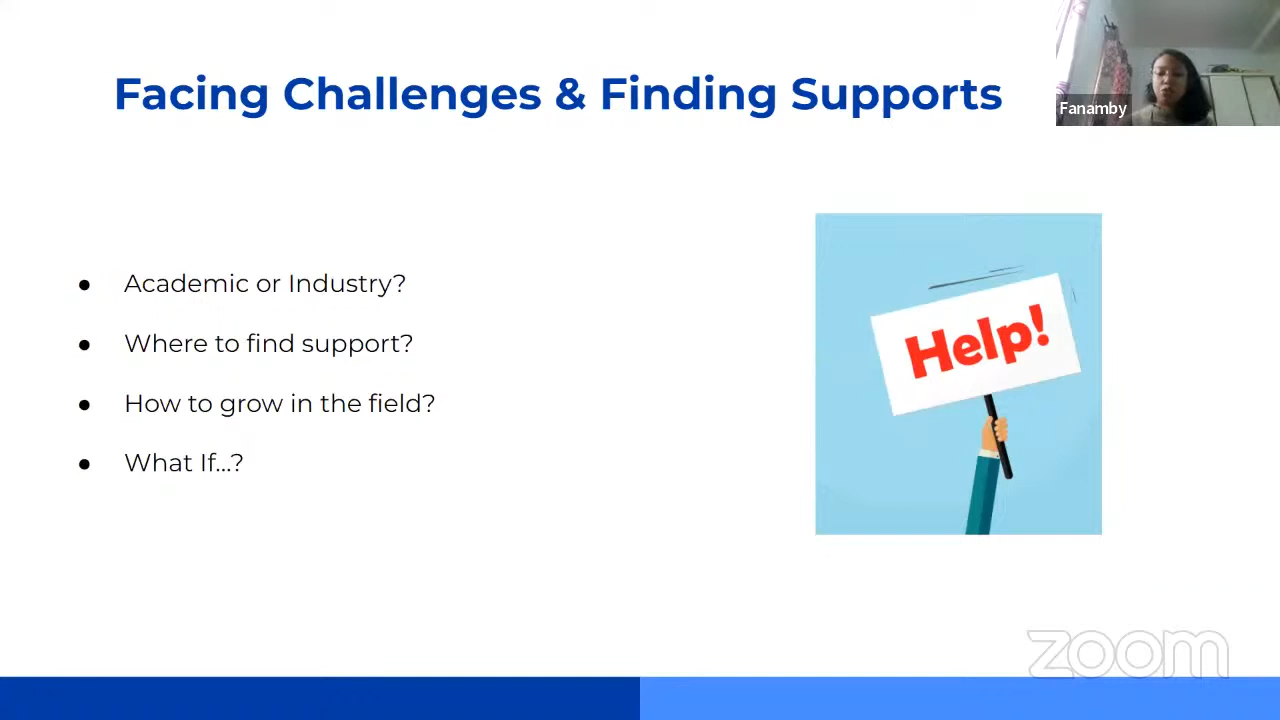 Facing Challenges & Finding Supports
Fanamby
● Academic or Industry?
● Where to find support?
● How to grow in the field?
● What If...?
Help!
zoom